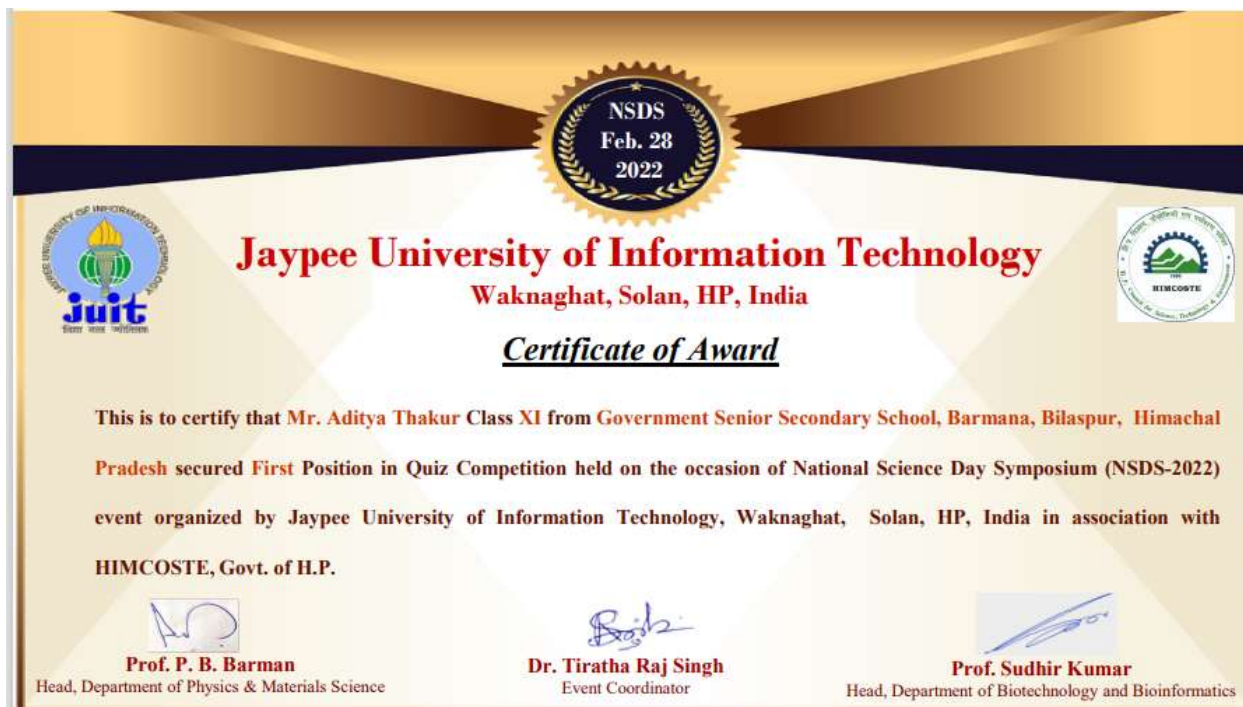 NSDS
Feb. 28
2022
JAYPEE UNIVERSITY OF INFORMATION TECHNOLOGY
juit
विद्या तत्व ज्योतिसमः
HIMCOSTE
Jaypee University of Information Technology
Waknaghat, Solan, HP, India
Certificate of Award
This is to certify that Mr. Aditya Thakur Class XI from Government Senior Secondary School, Barmana, Bilaspur, Himachal
Pradesh secured First Position in Quiz Competition held on the occasion of National Science Day Symposium (NSDS-2022)
event organized by Jaypee University of Information Technology, Waknaghat, Solan, HP, India in association with
HIMCOSTE, Govt. of H.P.
Prof. P. B. Barman
Head, Department of Physics & Materials Science
Dr. Tiratha Raj Singh
Event Coordinator
Prof. Sudhir Kumar
Head, Department of Biotechnology and Bioinformatics